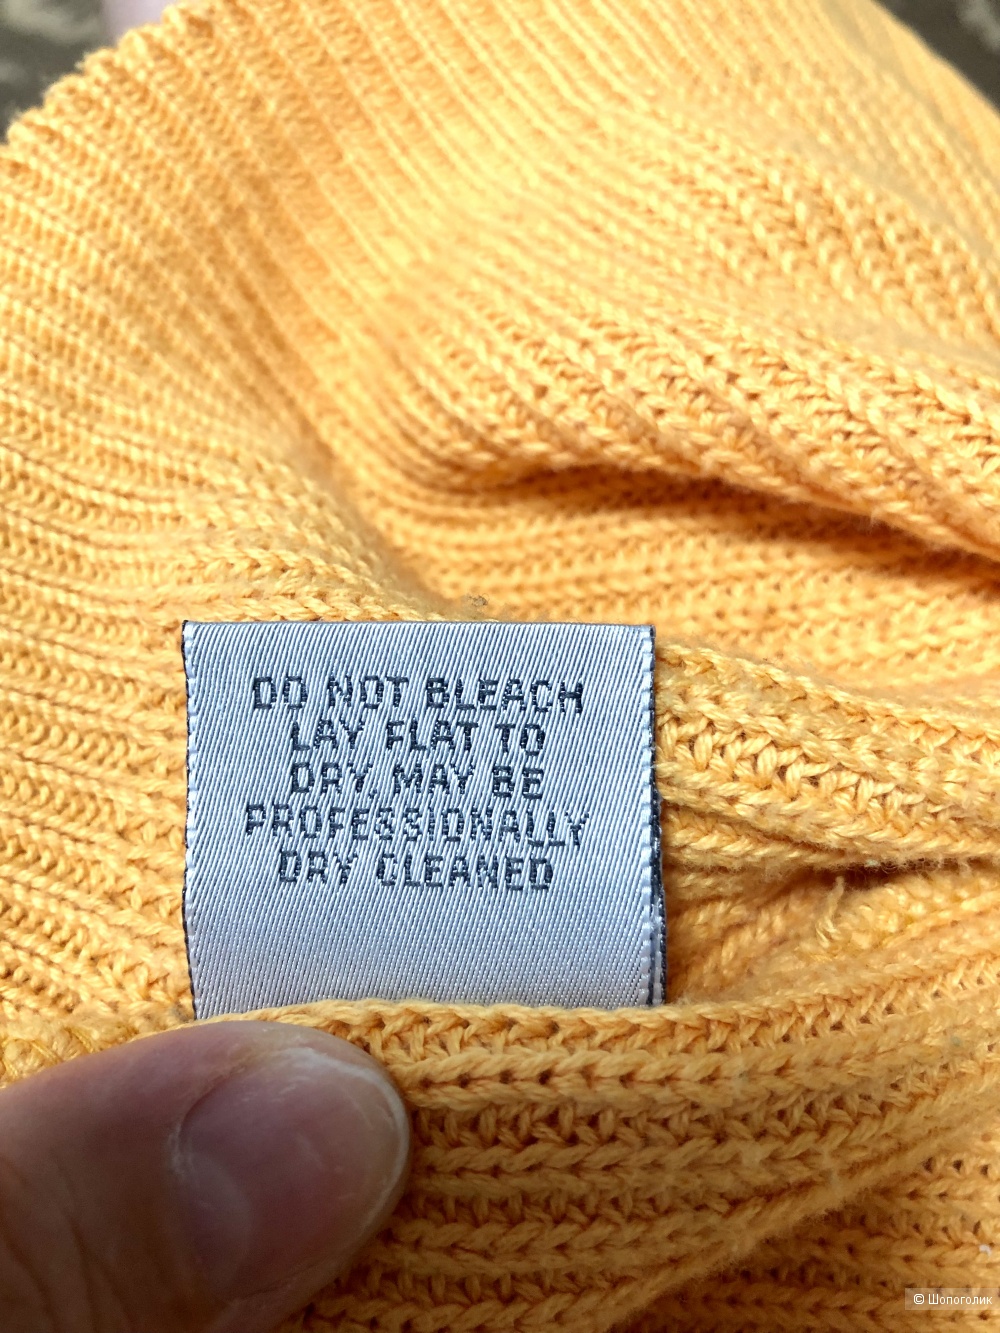 DO NOT BLEACH
LAY FLAT TO
DRY, MAY BE
PROFESSIONALLY
DRY CLEANED
© Шопоголик